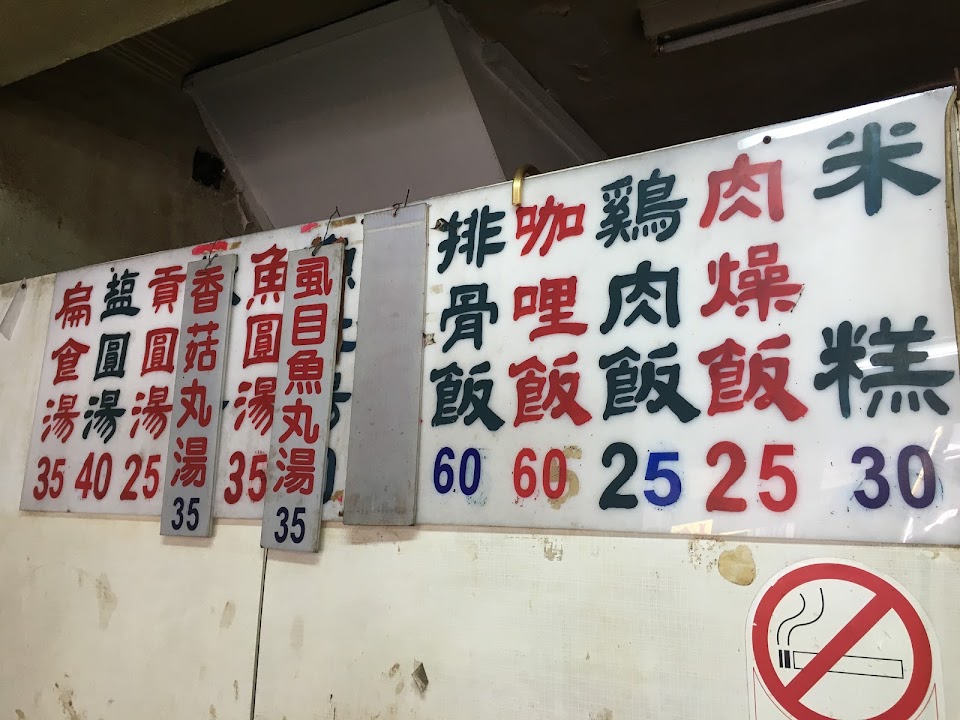 米糕 30
肉燥飯 25
鷄肉飯 25
咖哩飯 60
排骨飯 60
虱目魚丸湯 35
魚圓湯 35
香菇丸湯 35
貢圓湯 25
塩圓湯 40
扁食湯 35